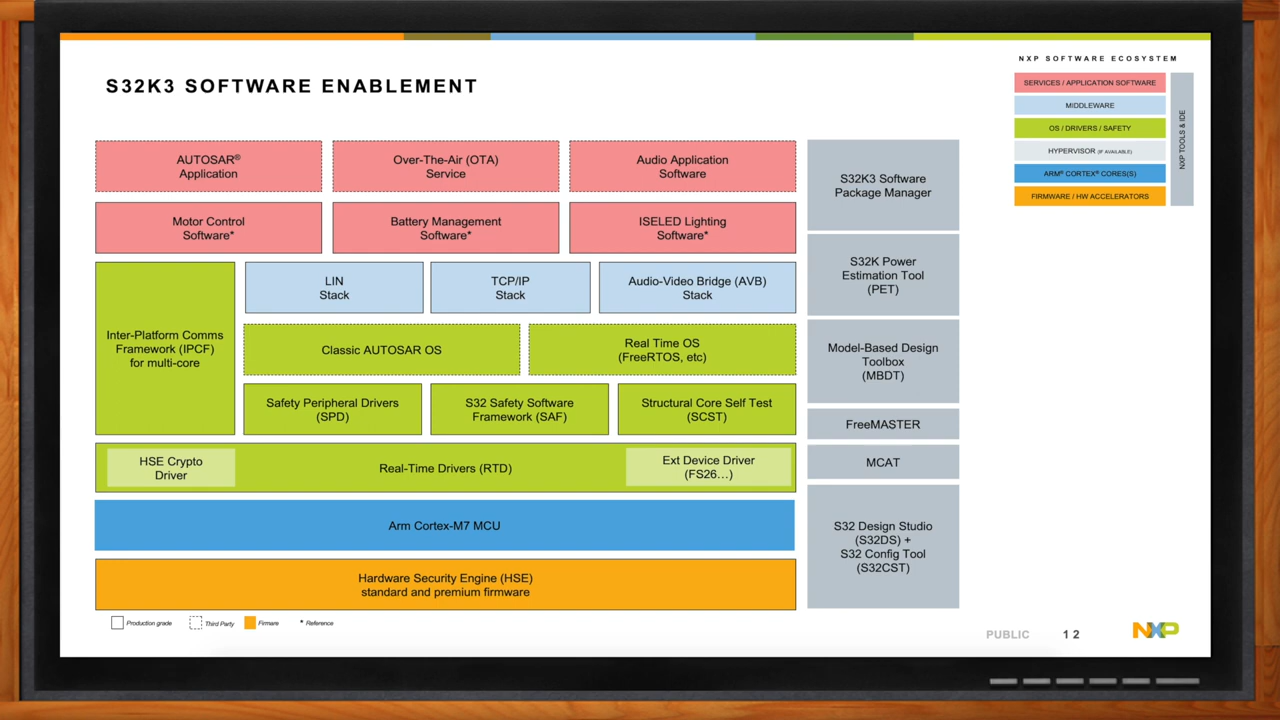 S32K3 SOFTWARE ENABLEMENT
NXP SOFTWARE ECOSYSTEM
SERVICES / APPLICATION SOFTWARE
MIDDLEWARE
OS / DRIVERS / SAFETY
HYPERVISOR (IF AVAILABLE)
ARM® CORTEX® CORES(S)
FIRMWARE / HW ACCELERATORS
NXP TOOLS & IDE
AUTOSAR®
Application
Over-The-Air (OTA)
Service
Audio Application
Software
Motor Control
Software*
Battery Management
Software*
ISELED Lighting
Software*
Inter-Platform Comms
Framework (IPCF)
for multi-core
LIN
Stack
TCP/IP
Stack
Audio-Video Bridge (AVB)
Stack
Classic AUTOSAR OS
Real Time OS
(FreeRTOS, etc)
Safety Peripheral Drivers
(SPD)
S32 Safety Software
Framework (SAF)
Structural Core Self Test
(SCST)
HSE Crypto
Driver
Real-Time Drivers (RTD)
Ext Device Driver
(FS26…)
Arm Cortex-M7 MCU
Hardware Security Engine (HSE)
standard and premium firmware
S32K3 Software
Package Manager
S32K Power
Estimation Tool
(PET)
Model-Based Design
Toolbox
(MBDT)
FreeMASTER
MCAT
S32 Design Studio
(S32DS) +
S32 Config Tool
(S32CST)
Production grade
Third Party
Firmare
* Reference
PUBLIC
12
NXP